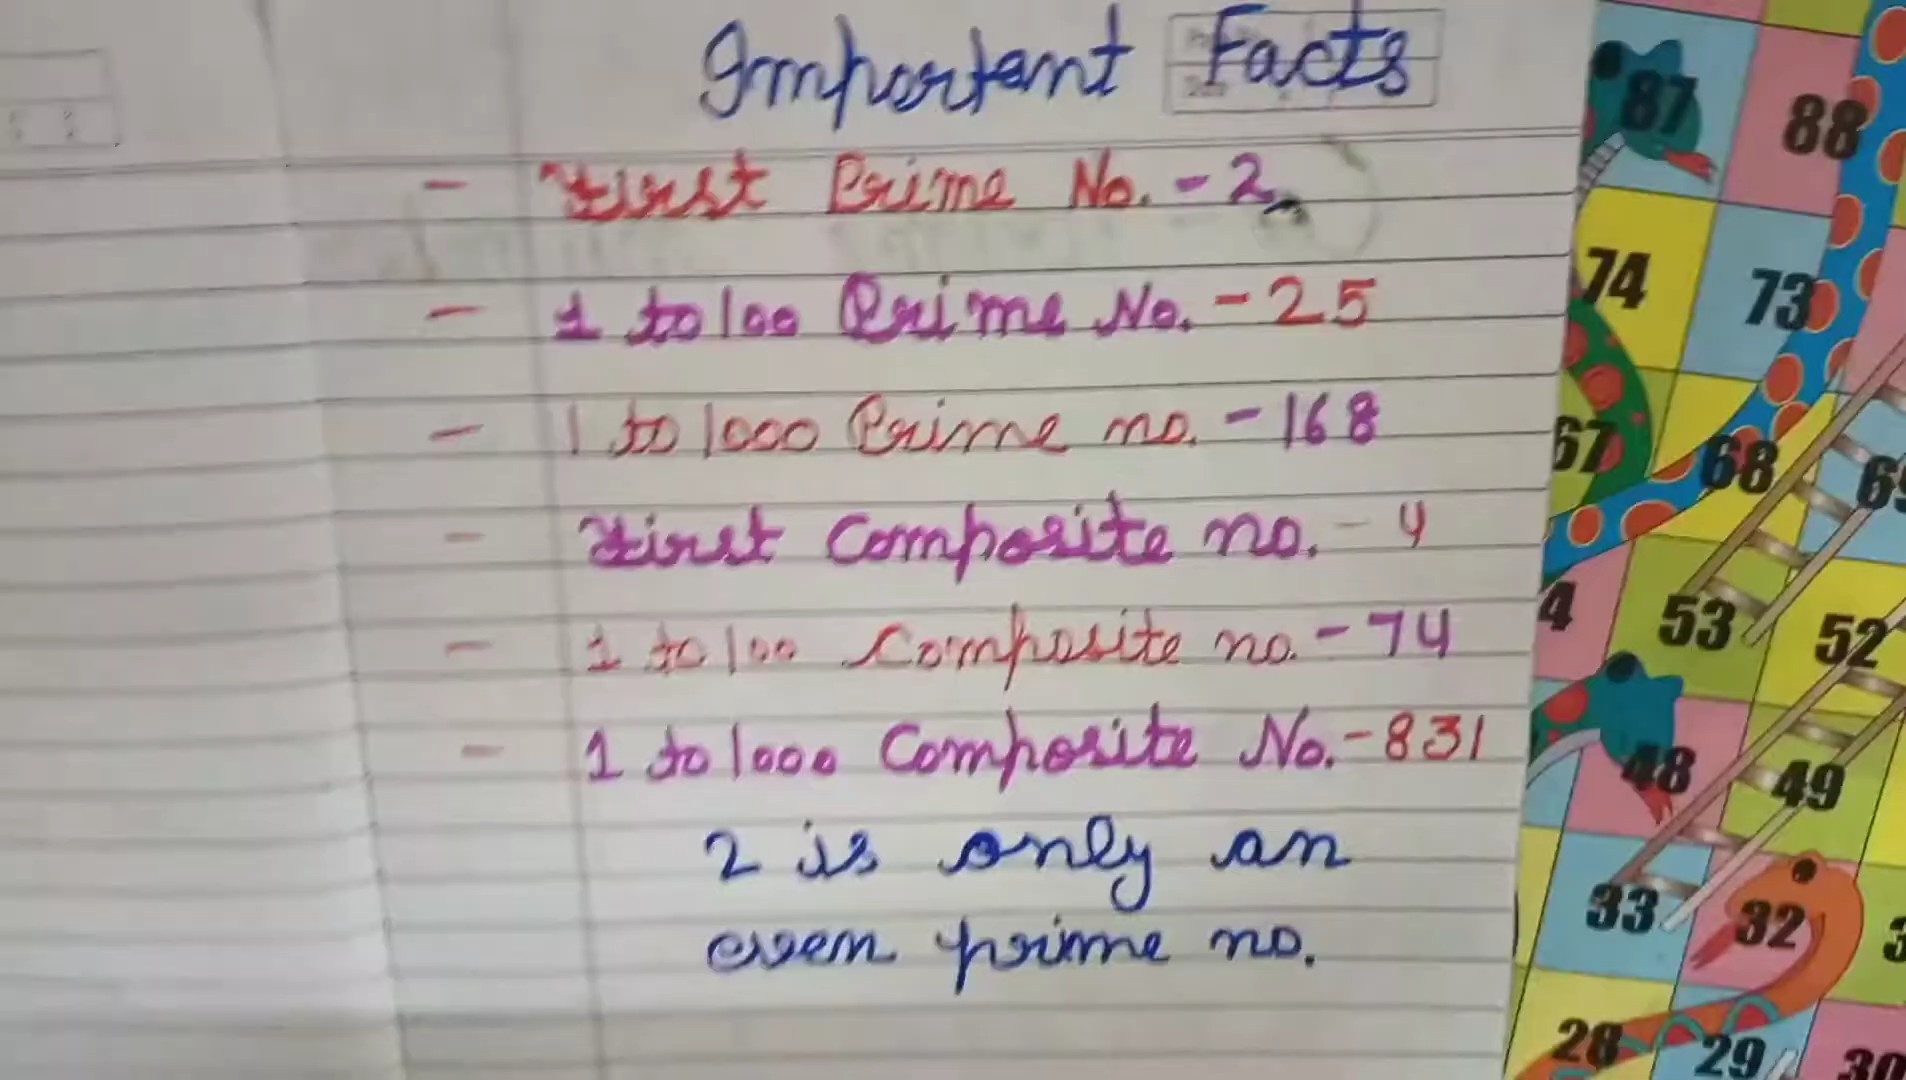 Important Facts
- First Prime No. - 2
- 1 to 100 Prime No. - 25
- 1 to 1000 Prime no. - 168
- First Composite no. - 4
- 1 to 100 Composite no. - 74
- 1 to 1000 Composite No. - 831
2 is only an
even prime no.
87 88
74 73
67 68 69
4 53 52
48 49
33 32 3
28 29 30